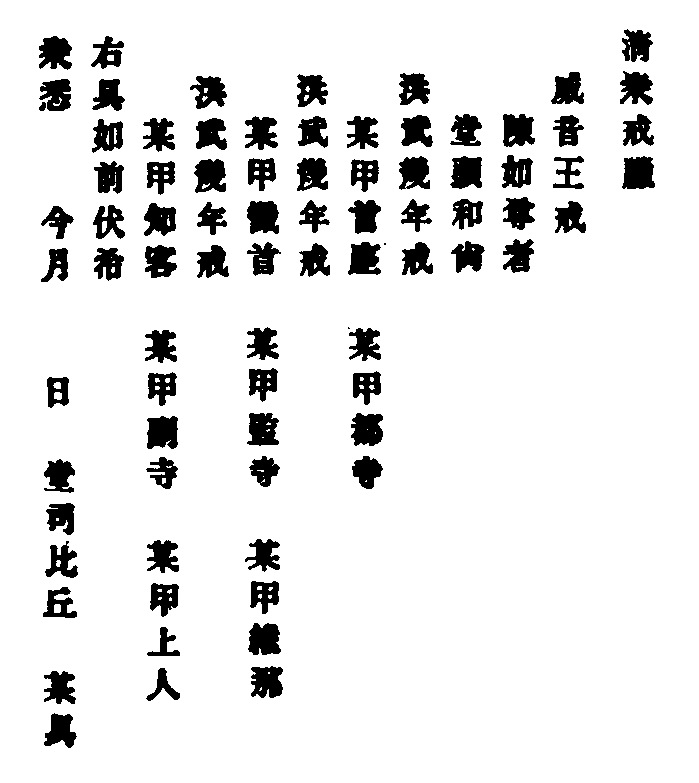 清衆戒臘
威音王戒
陳如尊者
堂頭和尚
洪武幾年戒
某甲首座　某甲都寺
洪武幾年戒
某甲懺首　某甲監寺　某甲維那
洪武幾年戒
某甲知客　某甲副寺　某甲上人
右具如前伏希
衆悉　今月　日　堂司比丘　某具